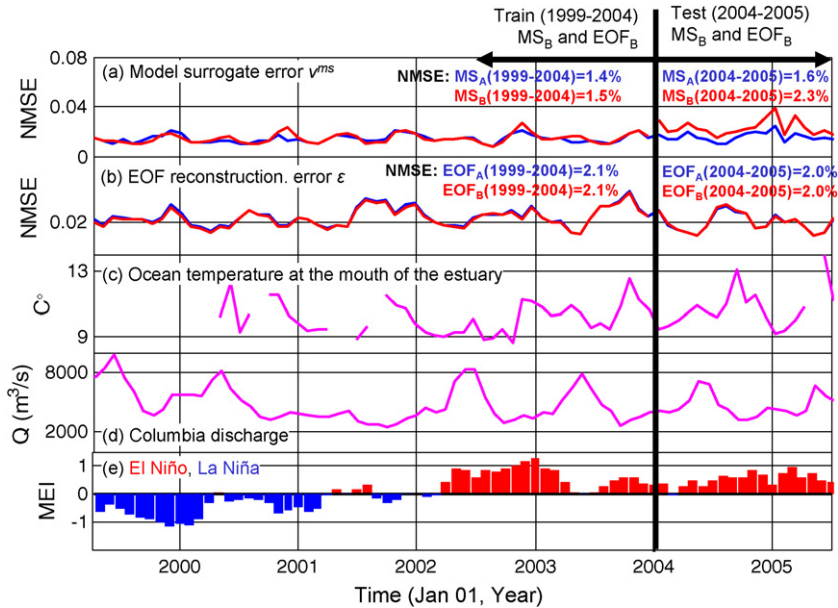 Train (1999-2004) Test (2004-2005)
MS_B and EOF_B MS_B and EOF_B
0.08
(a) Model surrogate error v^ms
NMSE: MS_A(1999-2004)=1.4% MS_A(2004-2005)=1.6%
MS_B(1999-2004)=1.5% MS_B(2004-2005)=2.3%
NMSE
0.04
0
(b) EOF reconstruction. error ε
NMSE: EOF_A(1999-2004)=2.1% EOF_A(2004-2005)=2.0%
EOF_B(1999-2004)=2.1% EOF_B(2004-2005)=2.0%
NMSE
0.02
(c) Ocean temperature at the mouth of the estuary
C°
13
9
Q (m³/s)
8000
2000
(d) Columbia discharge
(e) El Niño, La Niña
MEI
1
0
-1
2000 2001 2002 2003 2004 2005
Time (Jan 01, Year)